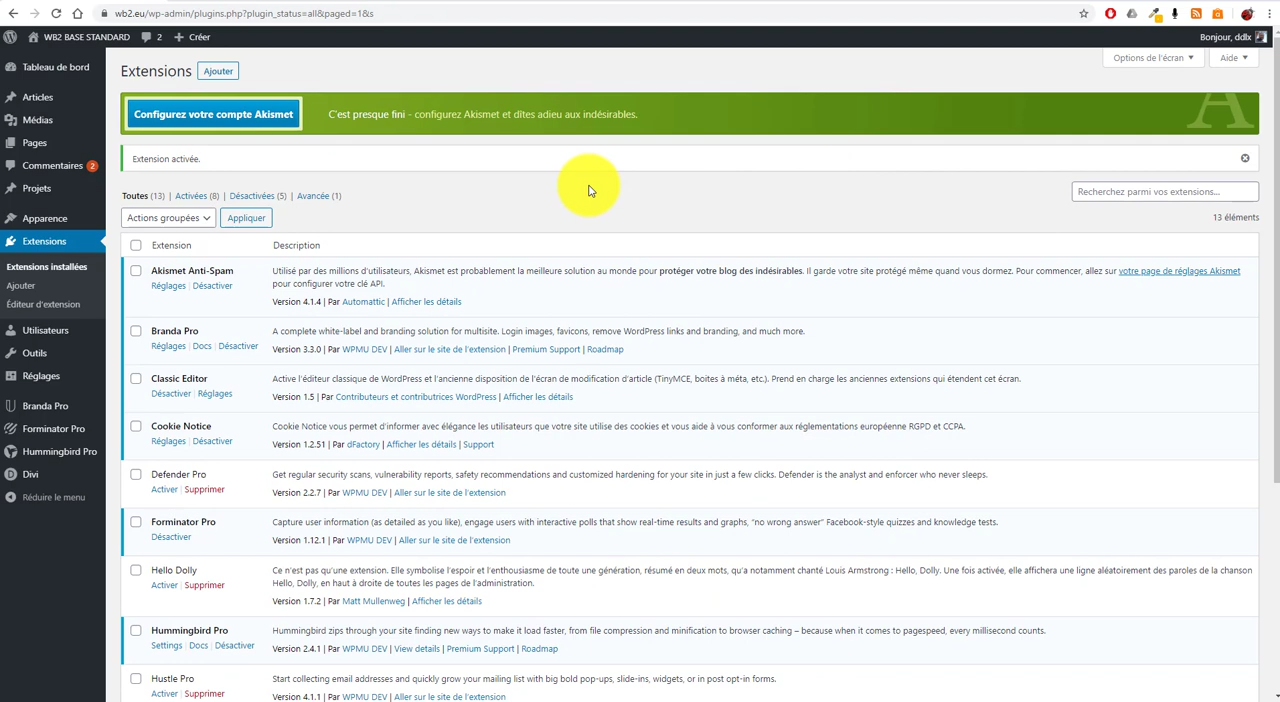 wb2.eu/wp-admin/plugins.php?plugin_status=all&paged=1&s
WB2 BASE STANDARD 2 Créer Bonjour, ddlx
Tableau de bord
Articles
Médias
Pages
Commentaires 2
Projets
Apparence
Extensions
Extensions installées
Ajouter
Éditeur d'extension
Utilisateurs
Outils
Réglages
Branda Pro
Forminator Pro
Hummingbird Pro
Divi
Réduire le menu
Options de l'écran Aide
Extensions Ajouter
Configurez votre compte Akismet C'est presque fini - configurez Akismet et dîtes adieu aux indésirables. A
Extension activée.
Toutes (13) | Activées (8) | Désactivées (5) | Avancée (1)
Recherchez parmi vos extensions...
Actions groupées Appliquer 13 éléments
Extension Description
Akismet Anti-Spam Utilisé par des millions d'utilisateurs, Akismet est probablement la meilleure solution au monde pour protéger votre blog des indésirables. Il garde votre site protégé même quand vous dormez. Pour commencer, allez sur votre page de réglages Akismet
Réglages | Désactiver pour configurer votre clé API.
Version 4.1.4 | Par Automattic | Afficher les détails
Branda Pro A complete white-label and branding solution for multisite. Login images, favicons, remove WordPress links and branding, and much more.
Réglages | Docs | Désactiver Version 3.3.0 | Par WPMU DEV | Aller sur le site de l'extension | Premium Support | Roadmap
Classic Editor Active l'éditeur classique de WordPress et l'ancienne disposition de l'écran de modification d'article (TinyMCE, boites à méta, etc.). Prend en charge les anciennes extensions qui étendent cet écran.
Désactiver | Réglages Version 1.5 | Par Contributeurs et contributrices WordPress | Afficher les détails
Cookie Notice Cookie Notice vous permet d'informer avec élégance les utilisateurs que votre site utilise des cookies et vous aide à vous conformer aux réglementations européenne RGPD et CCPA.
Réglages | Désactiver Version 1.2.51 | Par dFactory | Afficher les détails | Support
Defender Pro Get regular security scans, vulnerability reports, safety recommendations and customized hardening for your site in just a few clicks. Defender is the analyst and enforcer who never sleeps.
Activer | Supprimer Version 2.2.7 | Par WPMU DEV | Aller sur le site de l'extension
Forminator Pro Capture user information (as detailed as you like), engage users with interactive polls that show real-time results and graphs, "no wrong answer" Facebook-style quizzes and knowledge tests.
Désactiver Version 1.12.1 | Par WPMU DEV | Aller sur le site de l'extension
Hello Dolly Ce n'est pas qu'une extension. Elle symbolise l'espoir et l'enthousiasme de toute une génération, résumé en deux mots, qu'a notamment chanté Louis Armstrong : Hello, Dolly. Une fois activée, elle affichera une ligne aléatoirement des paroles de la chanson
Activer | Supprimer Hello, Dolly, en haut à droite de toutes les pages de l'administration.
Version 1.7.2 | Par Matt Mullenweg | Afficher les détails
Hummingbird Pro Hummingbird zips through your site finding new ways to make it load faster, from file compression and minification to browser caching – because when it comes to pagespeed, every millisecond counts.
Settings | Docs | Désactiver Version 2.4.1 | Par WPMU DEV | View details | Premium Support | Roadmap
Hustle Pro Start collecting email addresses and quickly grow your mailing list with big bold pop-ups, slide-ins, widgets, or in post opt-in forms.
Activer | Supprimer Version 4.1.1 | Par WPMU DEV | Aller sur le site de l'extension